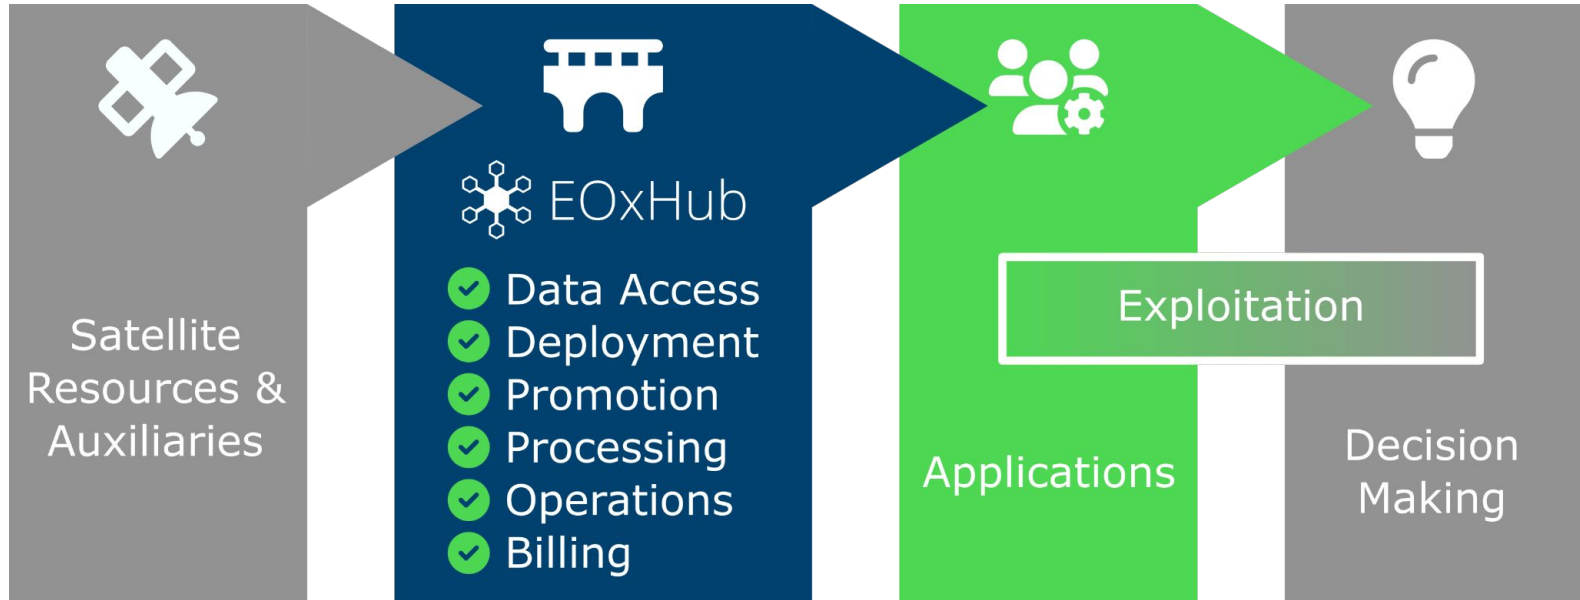 Satellite
Resources &
Auxiliaries
EOxHub
Data Access
Deployment
Promotion
Processing
Operations
Billing
Exploitation
Applications
Decision
Making